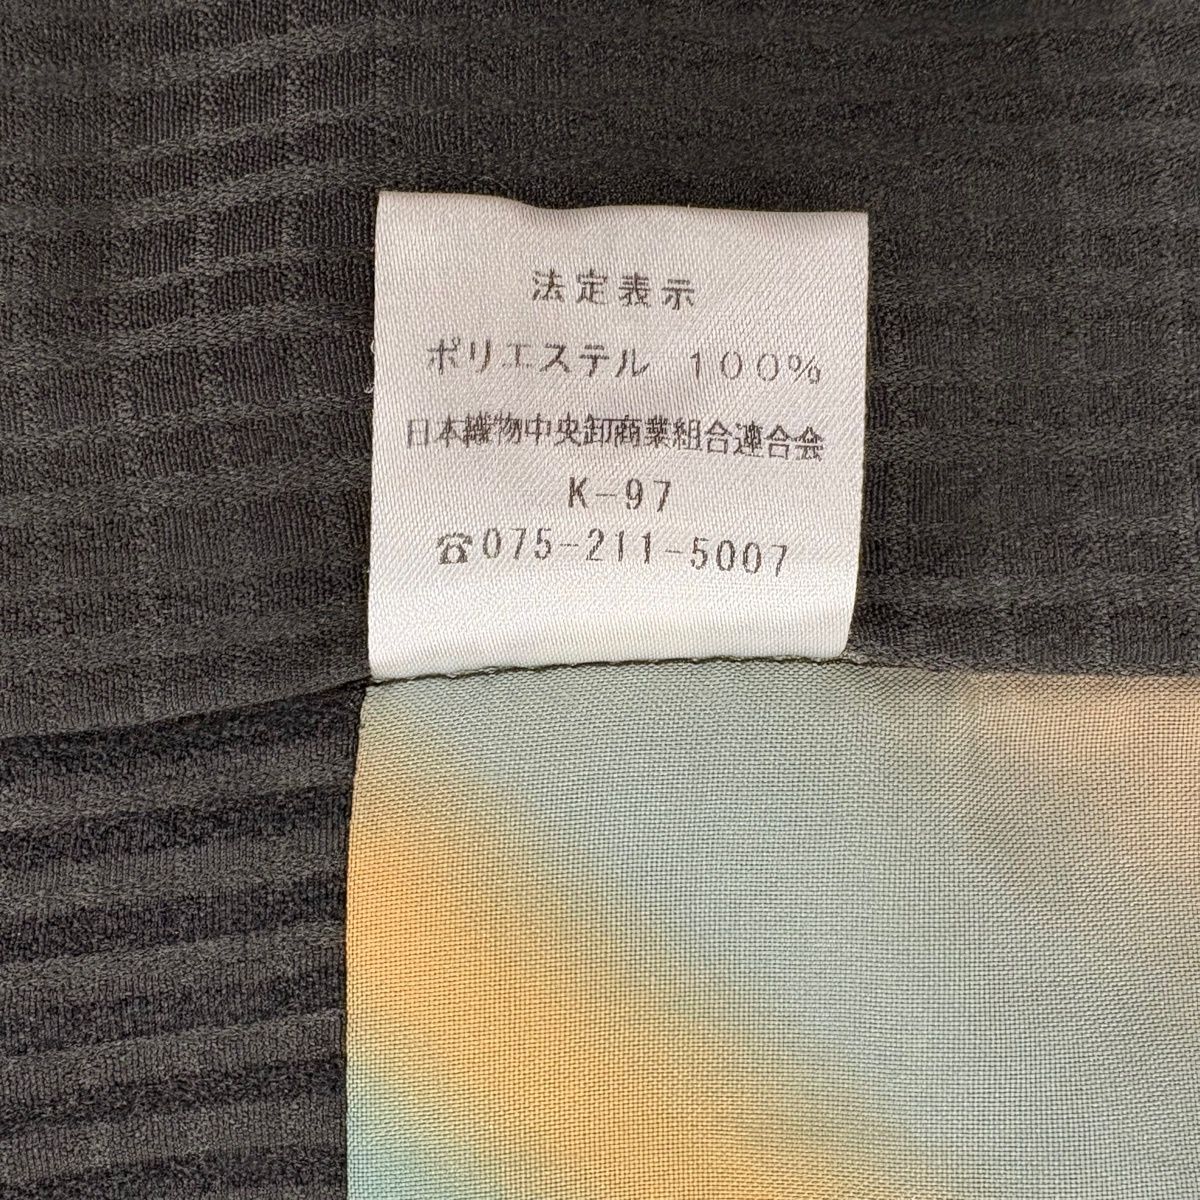 法定表示
ポリエステル 100%
日本織物中央卸商業組合連合会
K-97
☎075-211-5007